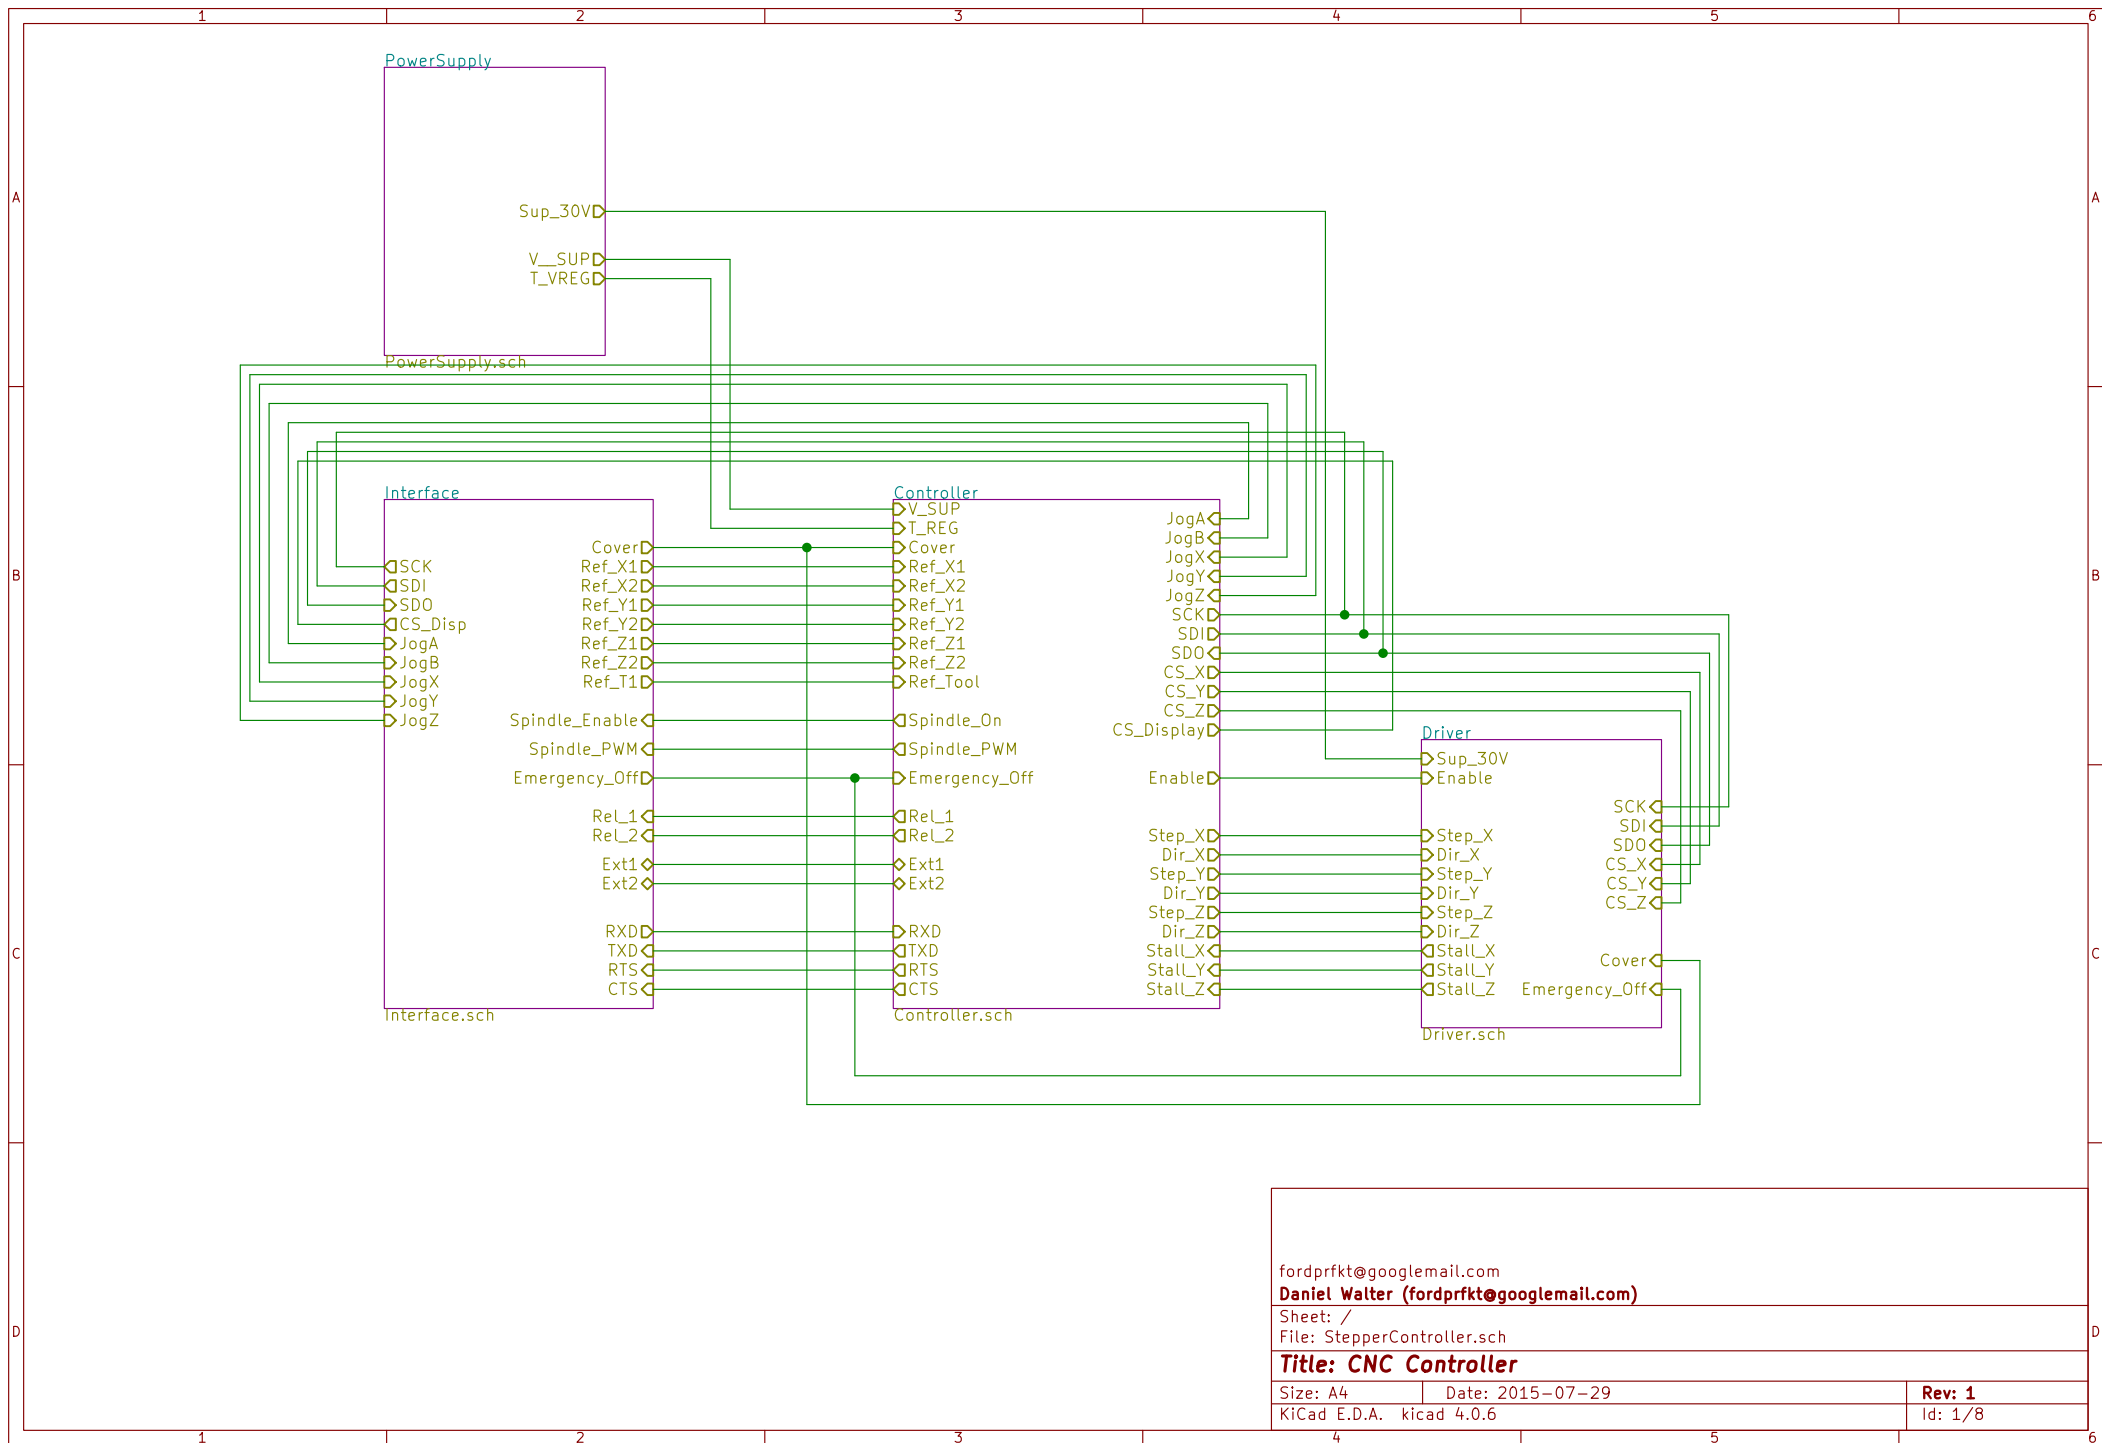 1 2 3 4 5 6
PowerSupply
A A
Sup_30V
V__SUP
T_VREG
PowerSupply.sch
Interface
Cover
SCK Ref_X1
SDI Ref_X2
SDO Ref_Y1
CS_Disp Ref_Y2
JogA Ref_Z1
JogB Ref_Z2
JogX Ref_T1
JogY
JogZ Spindle_Enable
Spindle_PWM
Emergency_Off
Rel_1
Rel_2
Ext1
Ext2
RXD
TXD
RTS
CTS
Interface.sch
Controller
V_SUP
T_REG JogA
Cover JogB
Ref_X1 JogX
Ref_X2 JogY
Ref_Y1 JogZ
Ref_Y2 SCK
Ref_Z1 SDI
Ref_Z2 SDO
Ref_Tool CS_X
CS_Y
Spindle_On CS_Z
CS_Display
Spindle_PWM
Emergency_Off Enable
Rel_1
Rel_2 Step_X
Dir_X
Ext1 Step_Y
Ext2 Dir_Y
Step_Z
RXD Dir_Z
TXD Stall_X
RTS Stall_Y
CTS Stall_Z
Controller.sch
Driver
Sup_30V
Enable
SCK
SDI
Step_X SDO
Dir_X CS_X
Step_Y CS_Y
Dir_Y CS_Z
Step_Z
Dir_Z
Stall_X Cover
Stall_Y
Stall_Z Emergency_Off
Driver.sch
B B
C C
D D
fordprfkt@googlemail.com
Daniel Walter (fordprfkt@googlemail.com)
Sheet: /
File: StepperController.sch
Title: CNC Controller
Size: A4 Date: 2015-07-29 Rev: 1
KiCad E.D.A. kicad 4.0.6 Id: 1/8
1 2 3 4 5 6